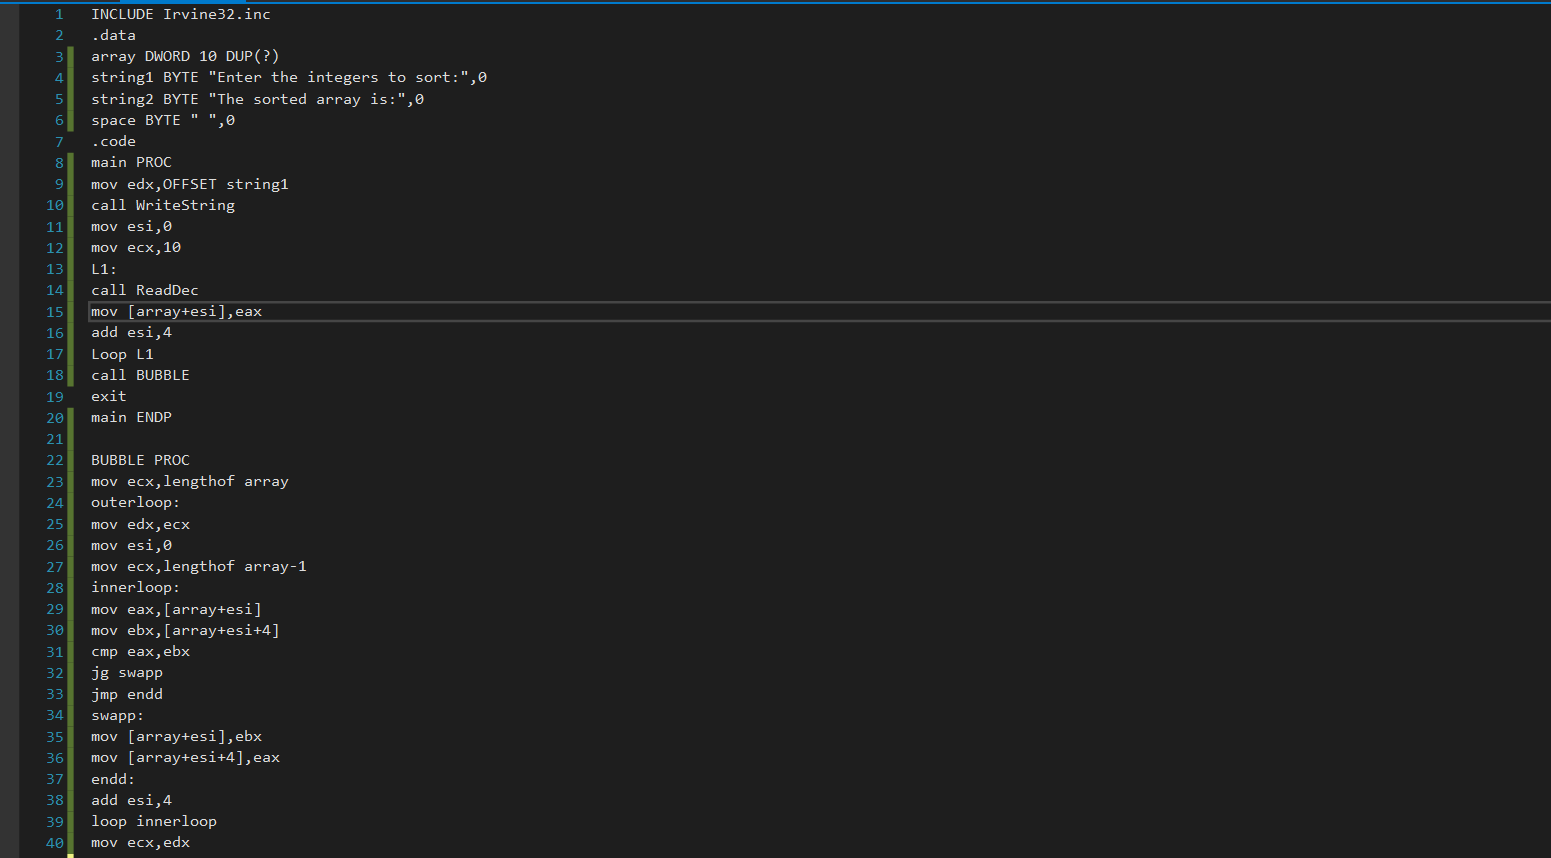 1 INCLUDE Irvine32.inc
2 .data
3 array DWORD 10 DUP(?)
4 string1 BYTE "Enter the integers to sort:",0
5 string2 BYTE "The sorted array is:",0
6 space BYTE " ",0
7 .code
8 main PROC
9 mov edx,OFFSET string1
10 call WriteString
11 mov esi,0
12 mov ecx,10
13 L1:
14 call ReadDec
15 mov [array+esi],eax
16 add esi,4
17 Loop L1
18 call BUBBLE
19 exit
20 main ENDP
21
22 BUBBLE PROC
23 mov ecx,lengthof array
24 outerloop:
25 mov edx,ecx
26 mov esi,0
27 mov ecx,lengthof array-1
28 innerloop:
29 mov eax,[array+esi]
30 mov ebx,[array+esi+4]
31 cmp eax,ebx
32 jg swapp
33 jmp endd
34 swapp:
35 mov [array+esi],ebx
36 mov [array+esi+4],eax
37 endd:
38 add esi,4
39 loop innerloop
40 mov ecx,edx